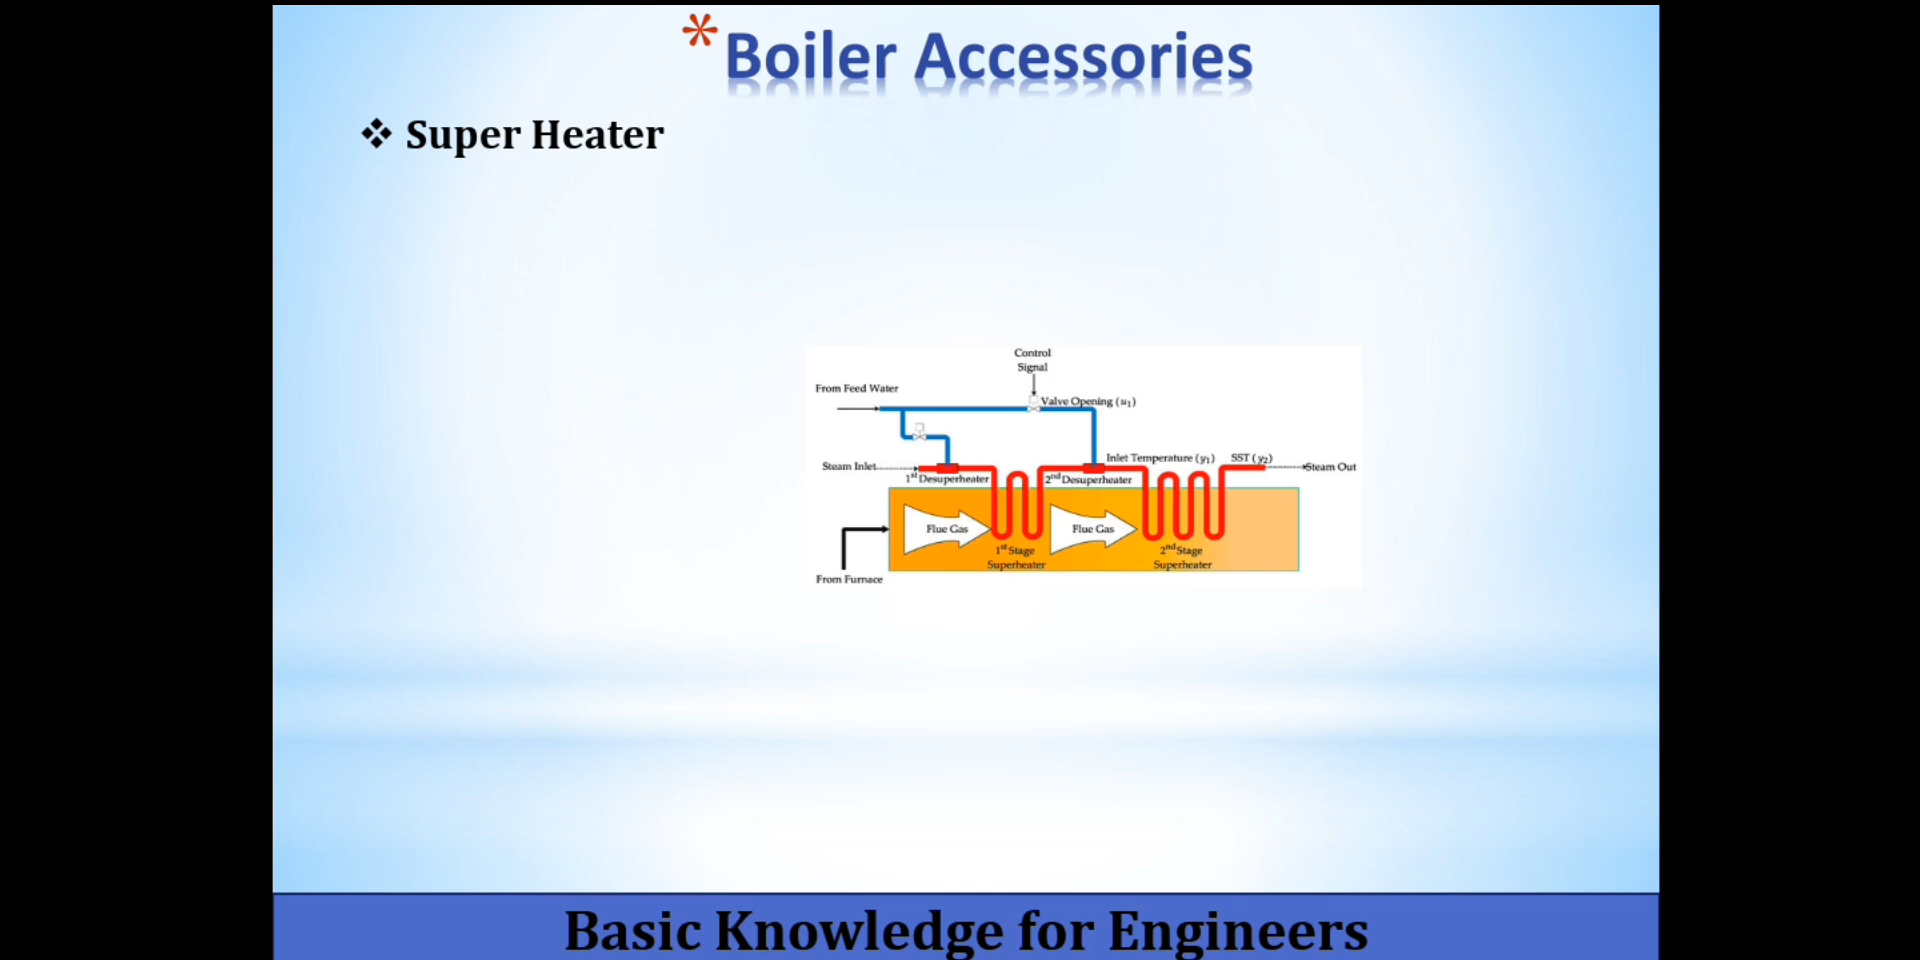 *Boiler Accessories
❖ Super Heater
Control
Signal
From Feed Water
Valve Opening (u₁)
Steam Inlet
Inlet Temperature (y₁)
SST (y₂)
Steam Out
1ˢᵗ Desuperheater
2ⁿᵈ Desuperheater
Flue Gas
Flue Gas
1ˢᵗ Stage
Superheater
2ⁿᵈ Stage
Superheater
From Furnace
Basic Knowledge for Engineers